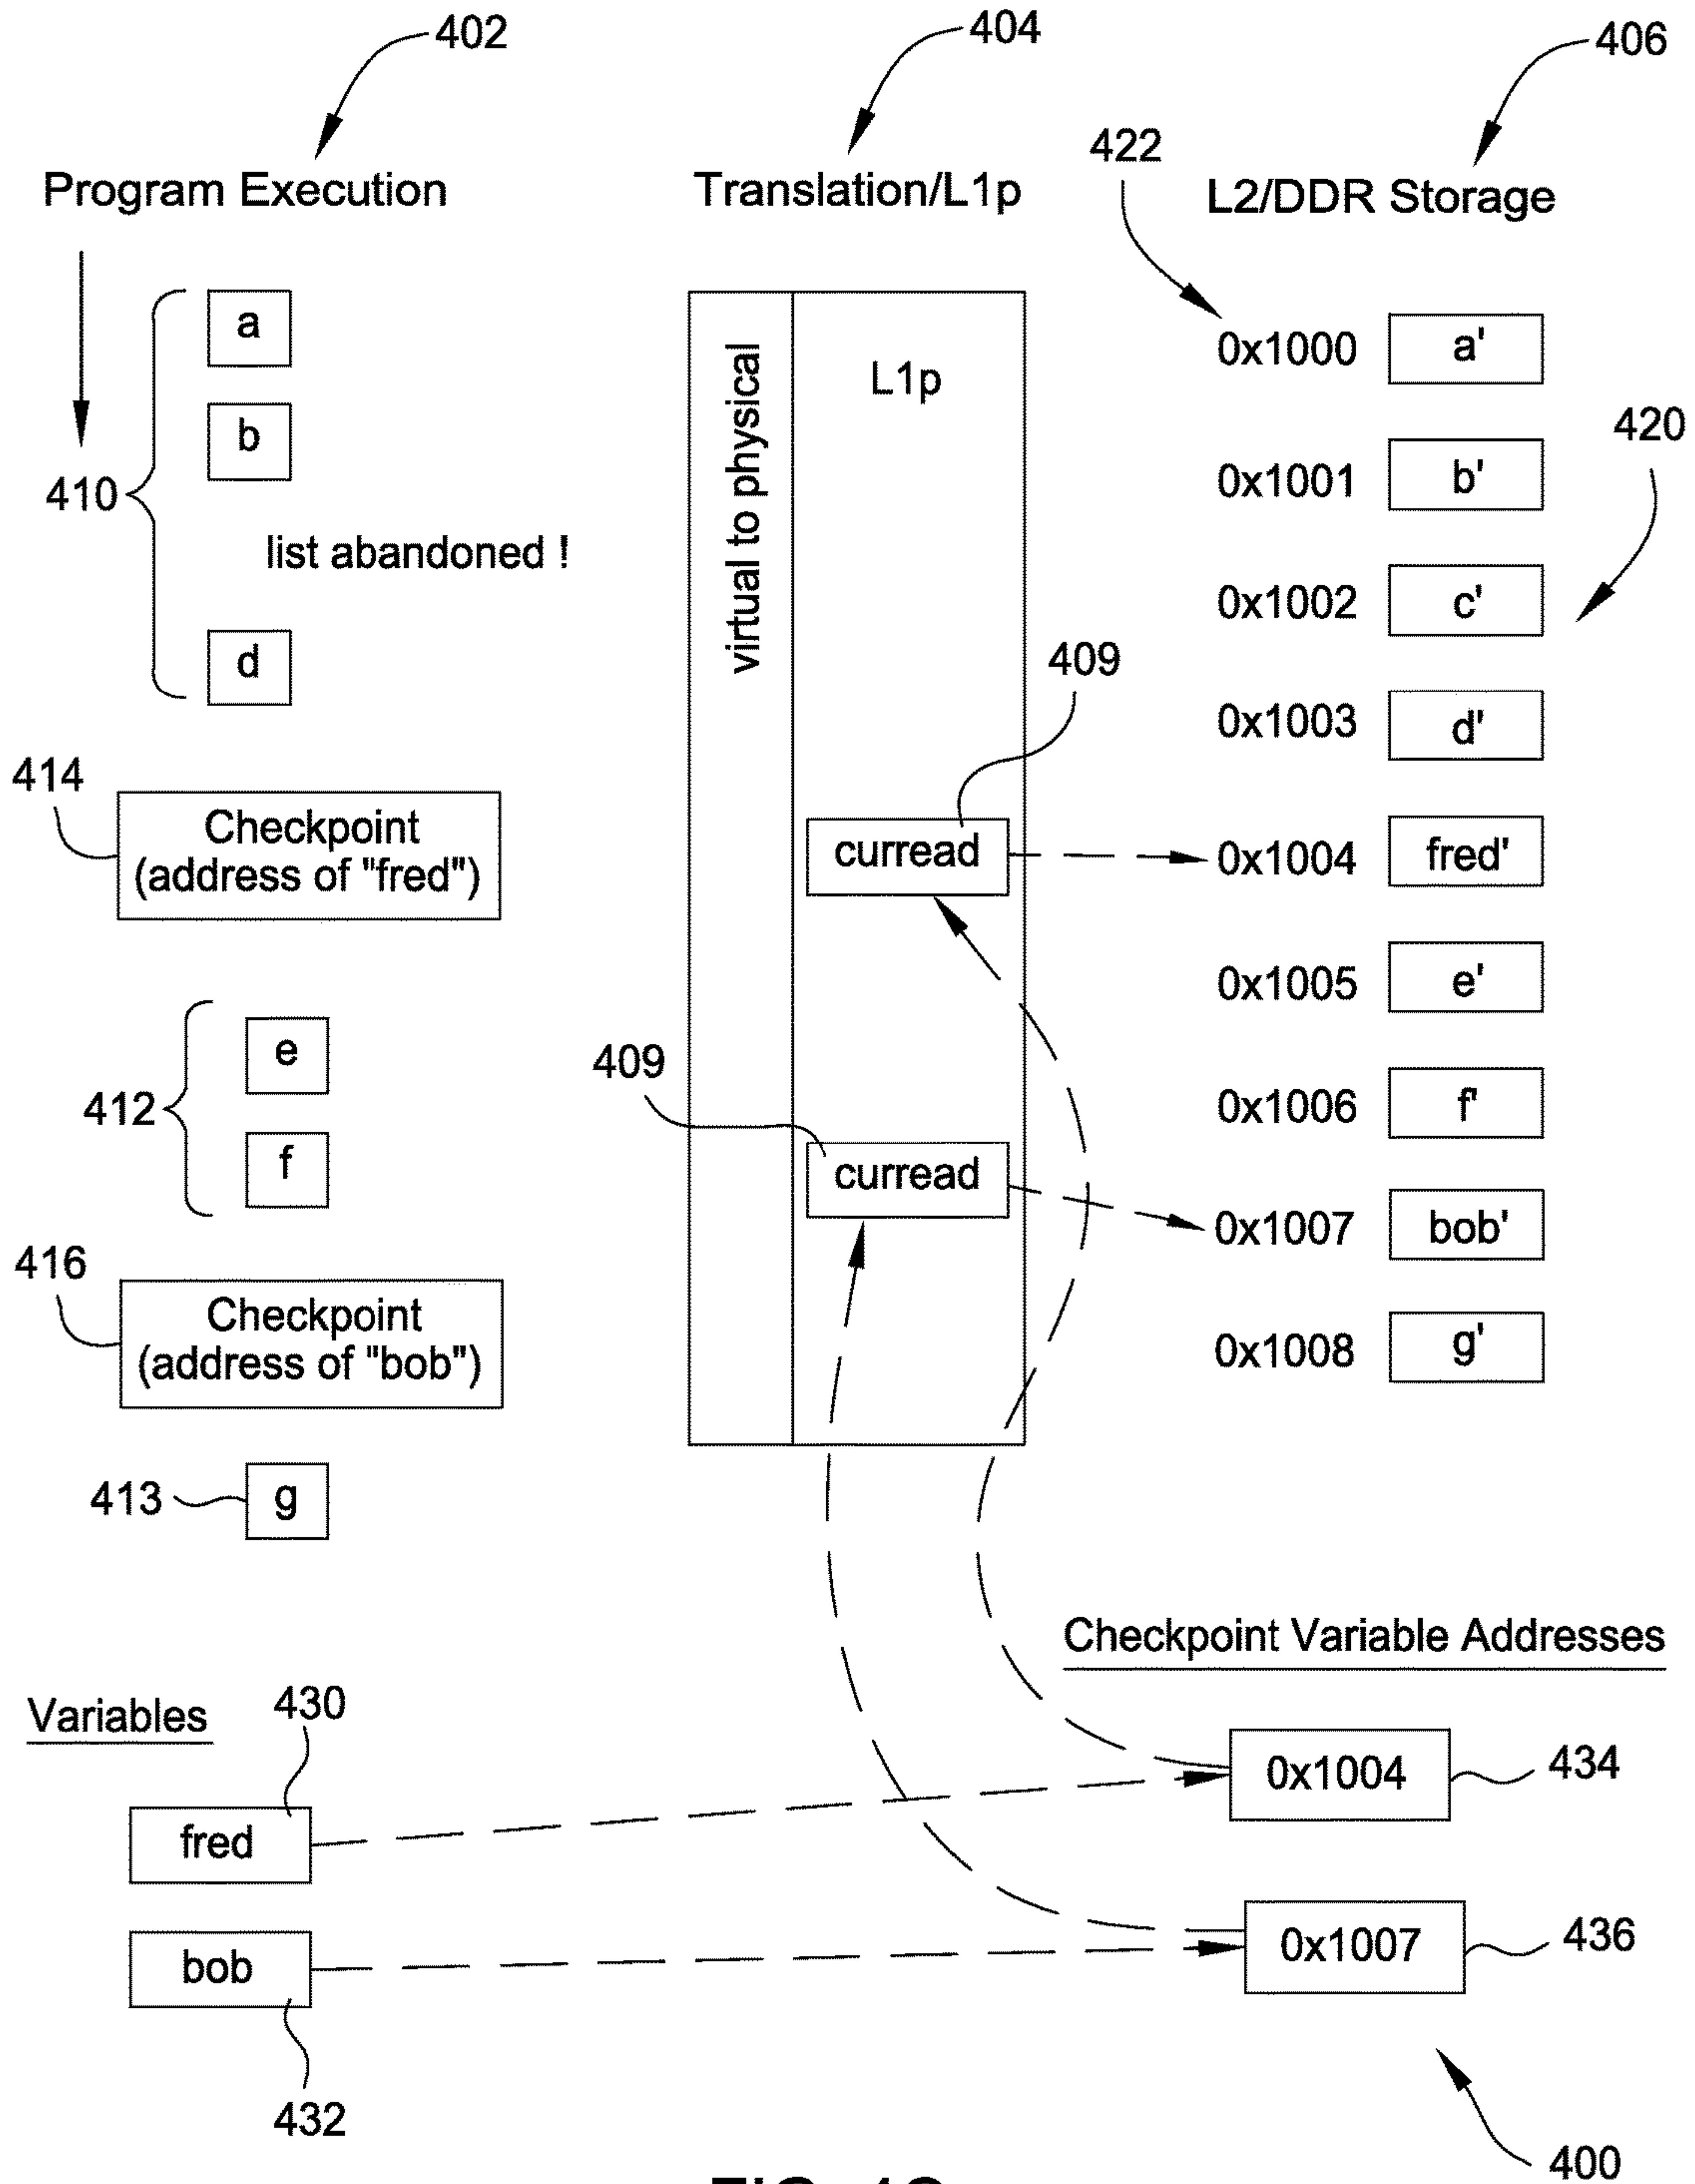 402
404
406
422
Program Execution
Translation/L1p
L2/DDR Storage
a
virtual to physical
L1p
0x1000
a'
420
b
410
0x1001
b'
list abandoned !
0x1002
c'
d
409
0x1003
d'
414
Checkpoint
(address of "fred")
curread
0x1004
fred'
0x1005
e'
e
409
412
0x1006
f'
f
curread
0x1007
bob'
416
Checkpoint
(address of "bob")
0x1008
g'
413
g
Checkpoint Variable Addresses
Variables
430
0x1004
434
fred
0x1007
436
bob
432
400